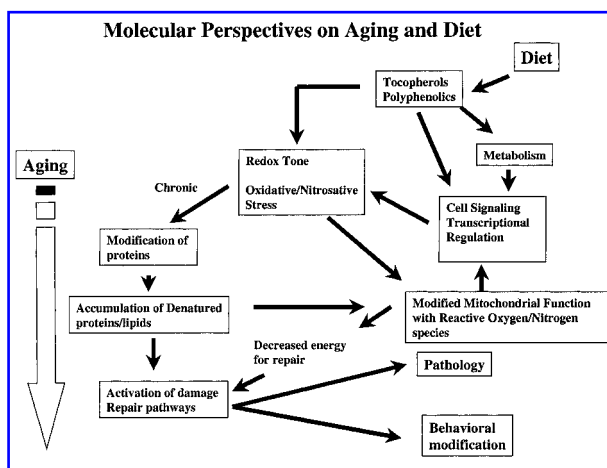 Molecular Perspectives on Aging and Diet
Diet
Tocopherols
Polyphenolics
Aging
Redox Tone
Oxidative/Nitrosative
Stress
Metabolism
Chronic
Cell Signaling
Transcriptional
Regulation
Modification of
proteins
Accumulation of Denatured
proteins/lipids
Modified Mitochondrial Function
with Reactive Oxygen/Nitrogen
species
Decreased energy
for repair
Pathology
Activation of damage
Repair pathways
Behavioral
modification